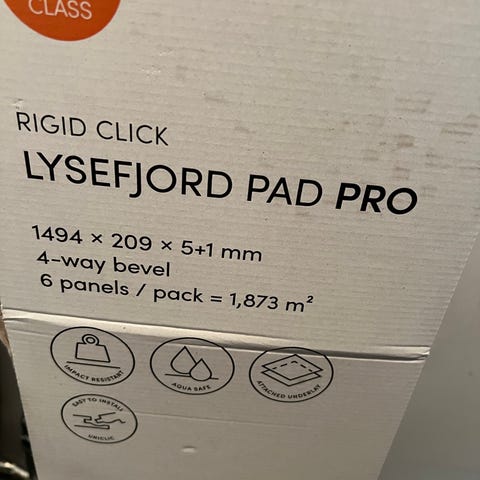 CLASS
RIGID CLICK
LYSEFJORD PAD PRO
1494 × 209 × 5+1 mm
4-way bevel
6 panels / pack = 1,873 m²
IMPACT RESISTANT
AQUA SAFE
ATTACHED UNDERLAY
EASY TO INSTALL
UNICLIC